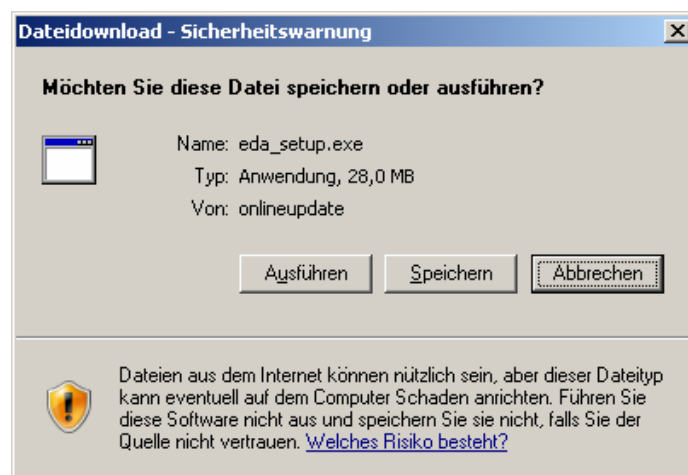 Dateidownload - Sicherheitswarnung
Möchten Sie diese Datei speichern oder ausführen?
Name: eda_setup.exe
Typ: Anwendung, 28,0 MB
Von: onlineupdate
Ausführen Speichern Abbrechen
Dateien aus dem Internet können nützlich sein, aber dieser Dateityp
kann eventuell auf dem Computer Schaden anrichten. Führen Sie
diese Software nicht aus und speichern Sie sie nicht, falls Sie der
Quelle nicht vertrauen. Welches Risiko besteht?